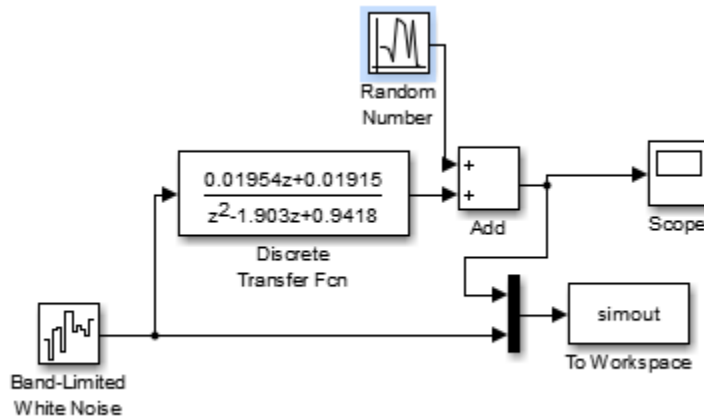 Random
Number
0.01954z+0.01915
z2-1.903z+0.9418
Discrete
Transfer Fcn
+
+
Add
Scope
simout
To Workspace
Band-Limited
White Noise